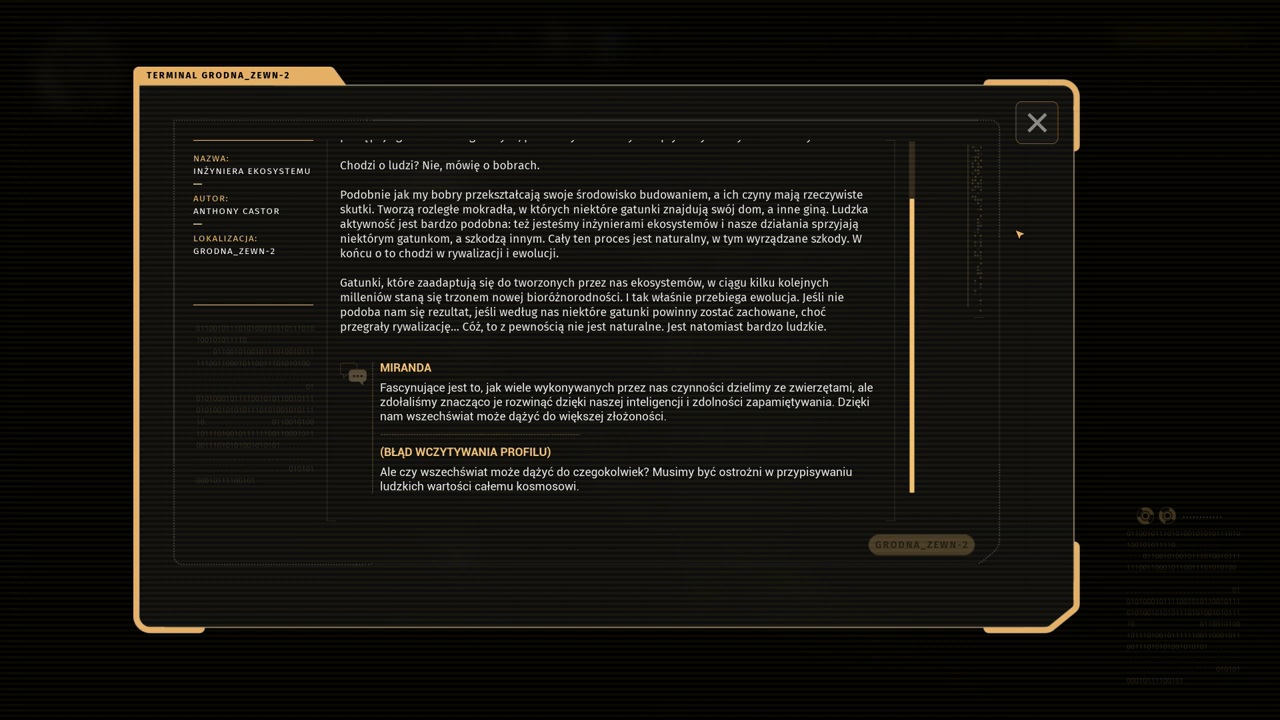 TERMINAL GRODNA_ZEWN-2
NAZWA:
INŻYNIERA EKOSYSTEMU
AUTOR:
ANTHONY CASTOR
LOKALIZACJA:
GRODNA_ZEWN-2
Chodzi o ludzi? Nie, mówię o bobrach.
Podobnie jak my bobry przekształcają swoje środowisko budowaniem, a ich czyny mają rzeczywiste
skutki. Tworzą rozległe mokradła, w których niektóre gatunki znajdują swój dom, a inne giną. Ludzka
aktywność jest bardzo podobna: też jesteśmy inżynierami ekosystemów i nasze działania sprzyjają
niektórym gatunkom, a szkodzą innym. Cały ten proces jest naturalny, w tym wyrządzane szkody. W
końcu o to chodzi w rywalizacji i ewolucji.
Gatunki, które zaadaptują się do tworzonych przez nas ekosystemów, w ciągu kilku kolejnych
milleniów staną się trzonem nowej bioróżnorodności. I tak właśnie przebiega ewolucja. Jeśli nie
podoba nam się rezultat, jeśli według nas niektóre gatunki powinny zostać zachowane, choć
przegrały rywalizację... Cóż, to z pewnością nie jest naturalne. Jest natomiast bardzo ludzkie.
MIRANDA
Fascynujące jest to, jak wiele wykonywanych przez nas czynności dzielimy ze zwierzętami, ale
zdołaliśmy znacząco je rozwinąć dzięki naszej inteligencji i zdolności zapamiętywania. Dzięki
nam wszechświat może dążyć do większej złożoności.
(BŁĄD WCZYTYWANIA PROFILU)
Ale czy wszechświat może dążyć do czegokolwiek? Musimy być ostrożni w przypisywaniu
ludzkich wartości całemu kosmosowi.
GRODNA_ZEWN-2